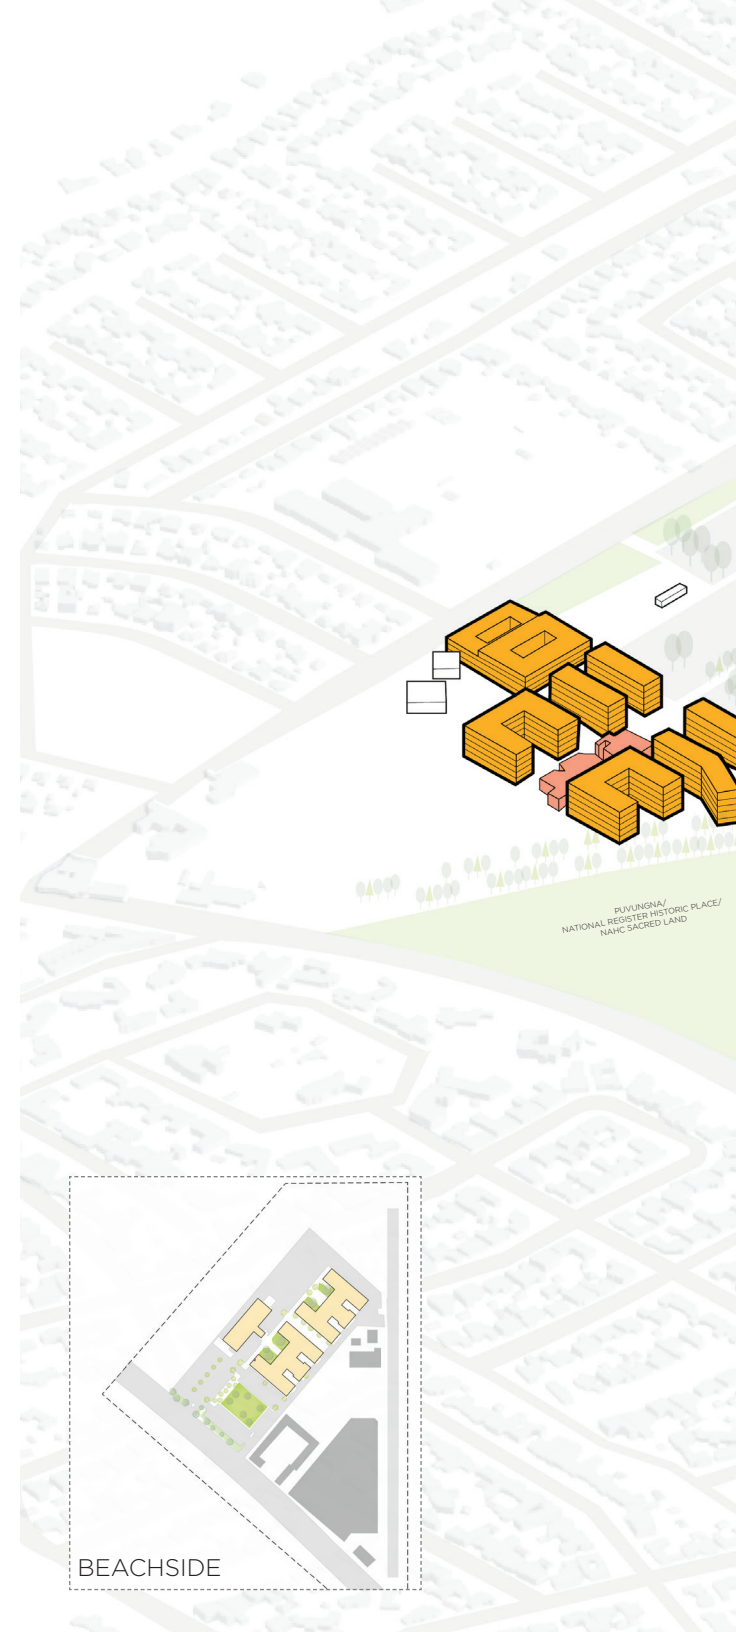 PUVUNGNA/
NATIONAL REGISTER HISTORIC PLACE/
NAHC SACRED LAND
BEACHSIDE